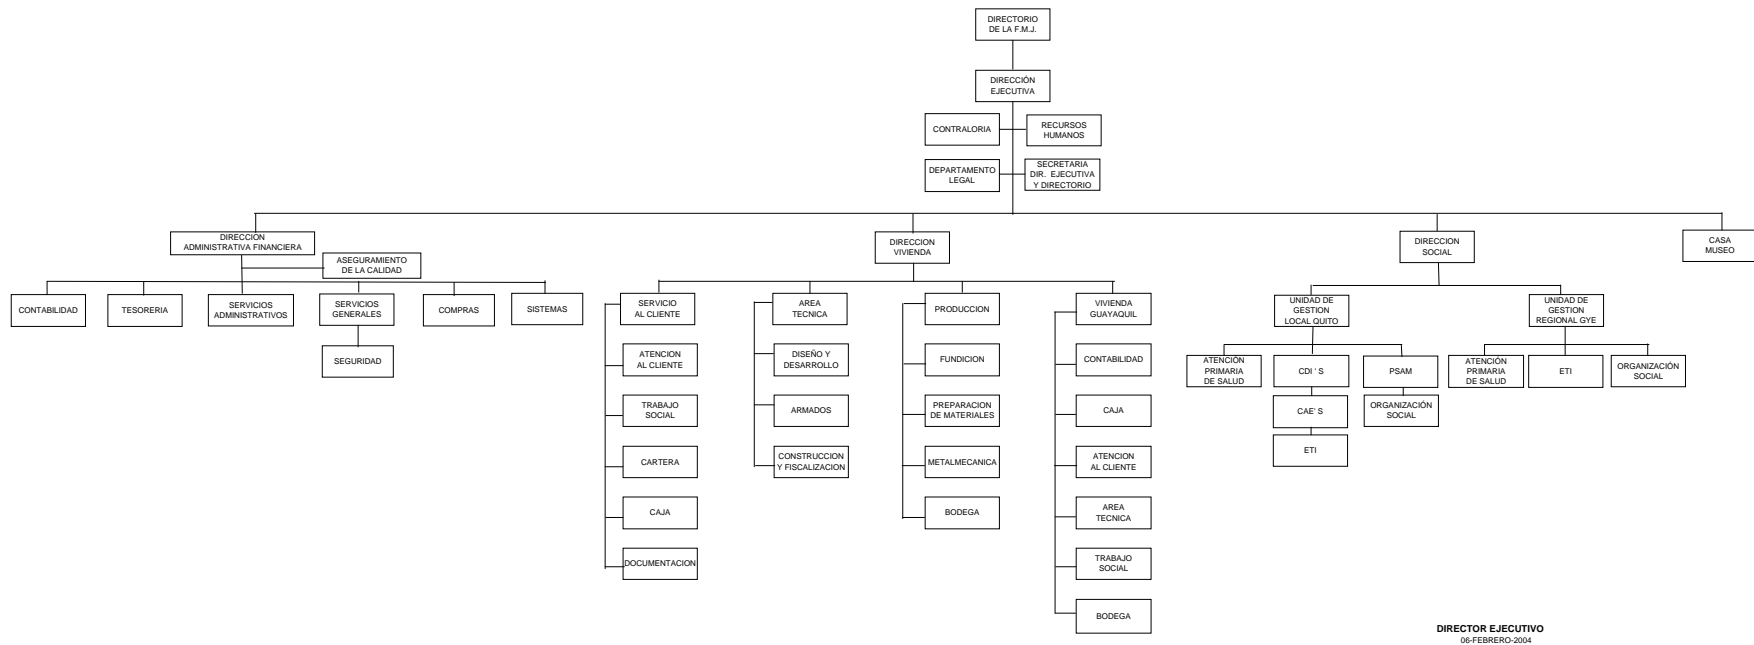 DIRECTORIO
DE LA F.M.J.
DIRECCIÓN
EJECUTIVA
CONTRALORIA
RECURSOS
HUMANOS
DEPARTAMENTO
LEGAL
SECRETARIA
DIR. EJECUTIVA
Y DIRECTORIO
DIRECCION
ADMINISTRATIVA FINANCIERA
ASEGURAMIENTO
DE LA CALIDAD
CONTABILIDAD
TESORERIA
SERVICIOS
ADMINISTRATIVOS
SERVICIOS
GENERALES
SEGURIDAD
COMPRAS
SISTEMAS
DIRECCION
VIVIENDA
SERVICIO
AL CLIENTE
ATENCION
AL CLIENTE
TRABAJO
SOCIAL
CARTERA
CAJA
DOCUMENTACION
AREA
TECNICA
DISEÑO Y
DESARROLLO
ARMADOS
CONSTRUCCION
Y FISCALIZACION
PRODUCCION
FUNDICION
PREPARACION
DE MATERIALES
METALMECANICA
BODEGA
VIVIENDA
GUAYAQUIL
CONTABILIDAD
CAJA
ATENCION
AL CLIENTE
AREA
TECNICA
TRABAJO
SOCIAL
BODEGA
DIRECCION
SOCIAL
UNIDAD DE
GESTION
LOCAL QUITO
ATENCIÓN
PRIMARIA
DE SALUD
CDI ' S
CAE' S
ETI
PSAM
ORGANIZACIÓN
SOCIAL
UNIDAD DE
GESTION
REGIONAL GYE
ATENCIÓN
PRIMARIA
DE SALUD
ETI
ORGANIZACIÓN
SOCIAL
CASA
MUSEO
DIRECTOR EJECUTIVO
06-FEBRERO-2004